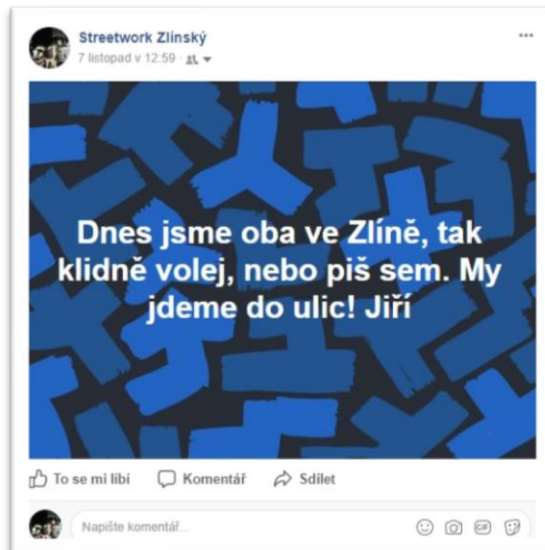 Streetwork Zlínský
7 listopad v 12:59
Dnes jsme oba ve Zlíně, tak
klidně volej, nebo piš sem. My
jdeme do ulic! Jiří
To se mi líbí Komentář Sdílet
Napište komentář...
GIF